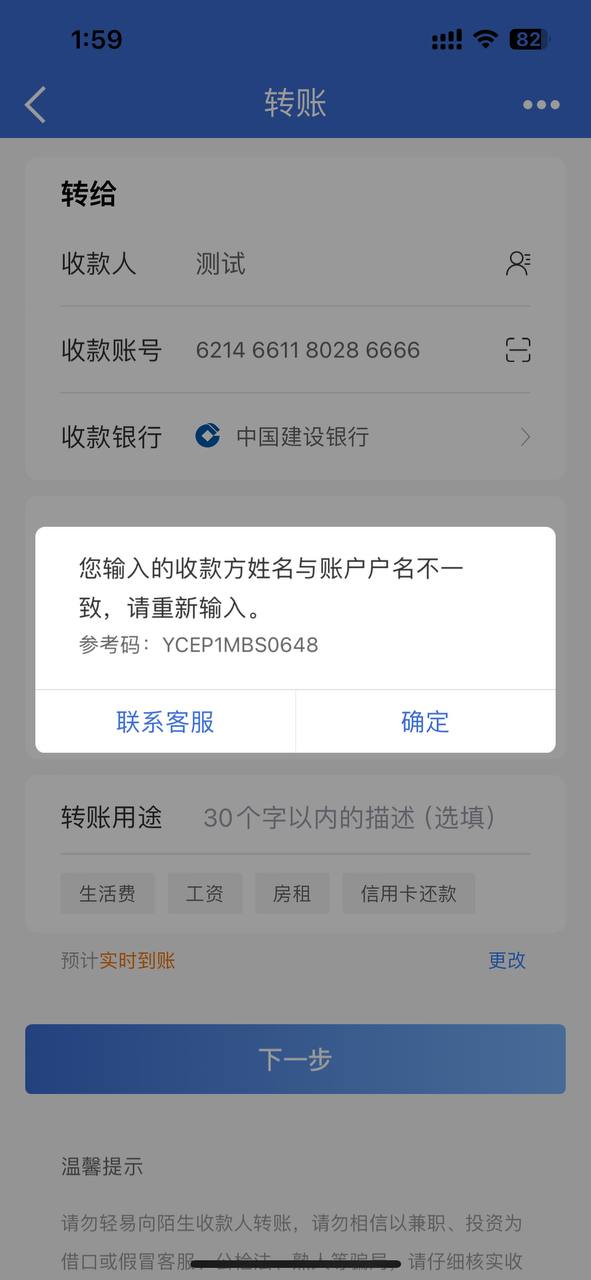 1:59
82
转账
转给
收款人 测试
收款账号 6214 6611 8028 6666
收款银行 中国建设银行
您输入的收款方姓名与账户户名不一
致，请重新输入。
参考码：YCEP1MBS0648
联系客服 确定
转账用途 30个字以内的描述（选填）
生活费 工资 房租 信用卡还款
预计实时到账 更改
下一步
温馨提示
请勿轻易向陌生收款人转账，请勿相信以兼职、投资为
借口或假冒客服、公检法、熟人等骗局，请仔细核实收